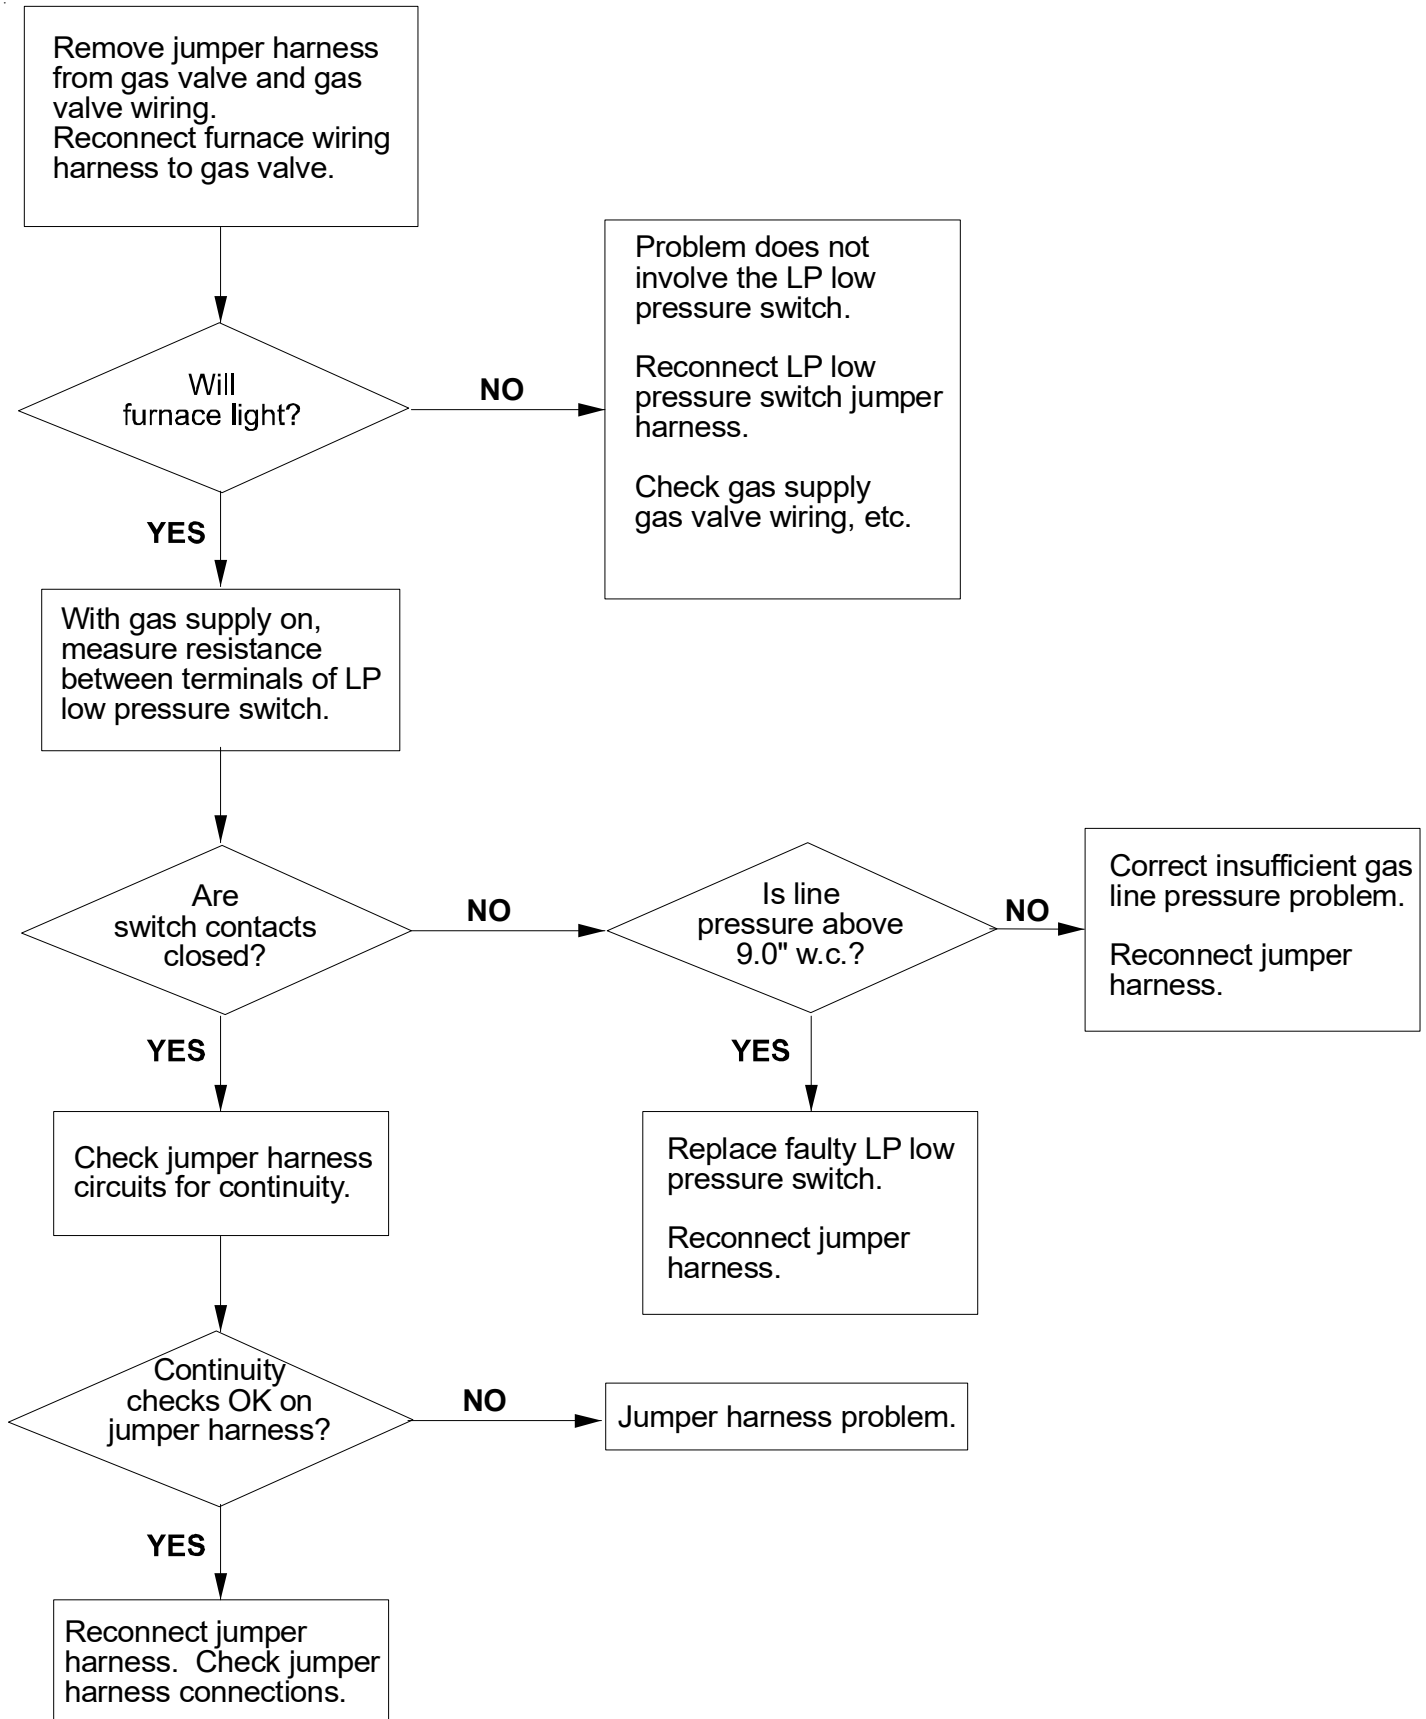 Remove jumper harness
from gas valve and gas
valve wiring.
Reconnect furnace wiring
harness to gas valve.
Will
furnace light?
NO
Problem does not
involve the LP low
pressure switch.
Reconnect LP low
pressure switch jumper
harness.
Check gas supply
gas valve wiring, etc.
YES
With gas supply on,
measure resistance
between terminals of LP
low pressure switch.
Are
switch contacts
closed?
NO
Is line
pressure above
9.0" w.c.?
NO
Correct insufficient gas
line pressure problem.
Reconnect jumper
harness.
YES
YES
Check jumper harness
circuits for continuity.
Replace faulty LP low
pressure switch.
Reconnect jumper
harness.
Continuity
checks OK on
jumper harness?
NO
Jumper harness problem.
YES
Reconnect jumper
harness.  Check jumper
harness connections.